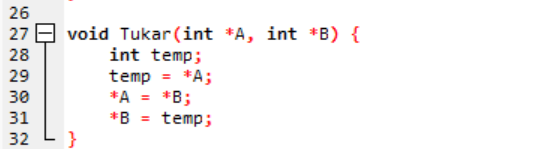 26
27 void Tukar(int *A, int *B) {
28     int temp;
29     temp = *A;
30     *A = *B;
31     *B = temp;
32 }